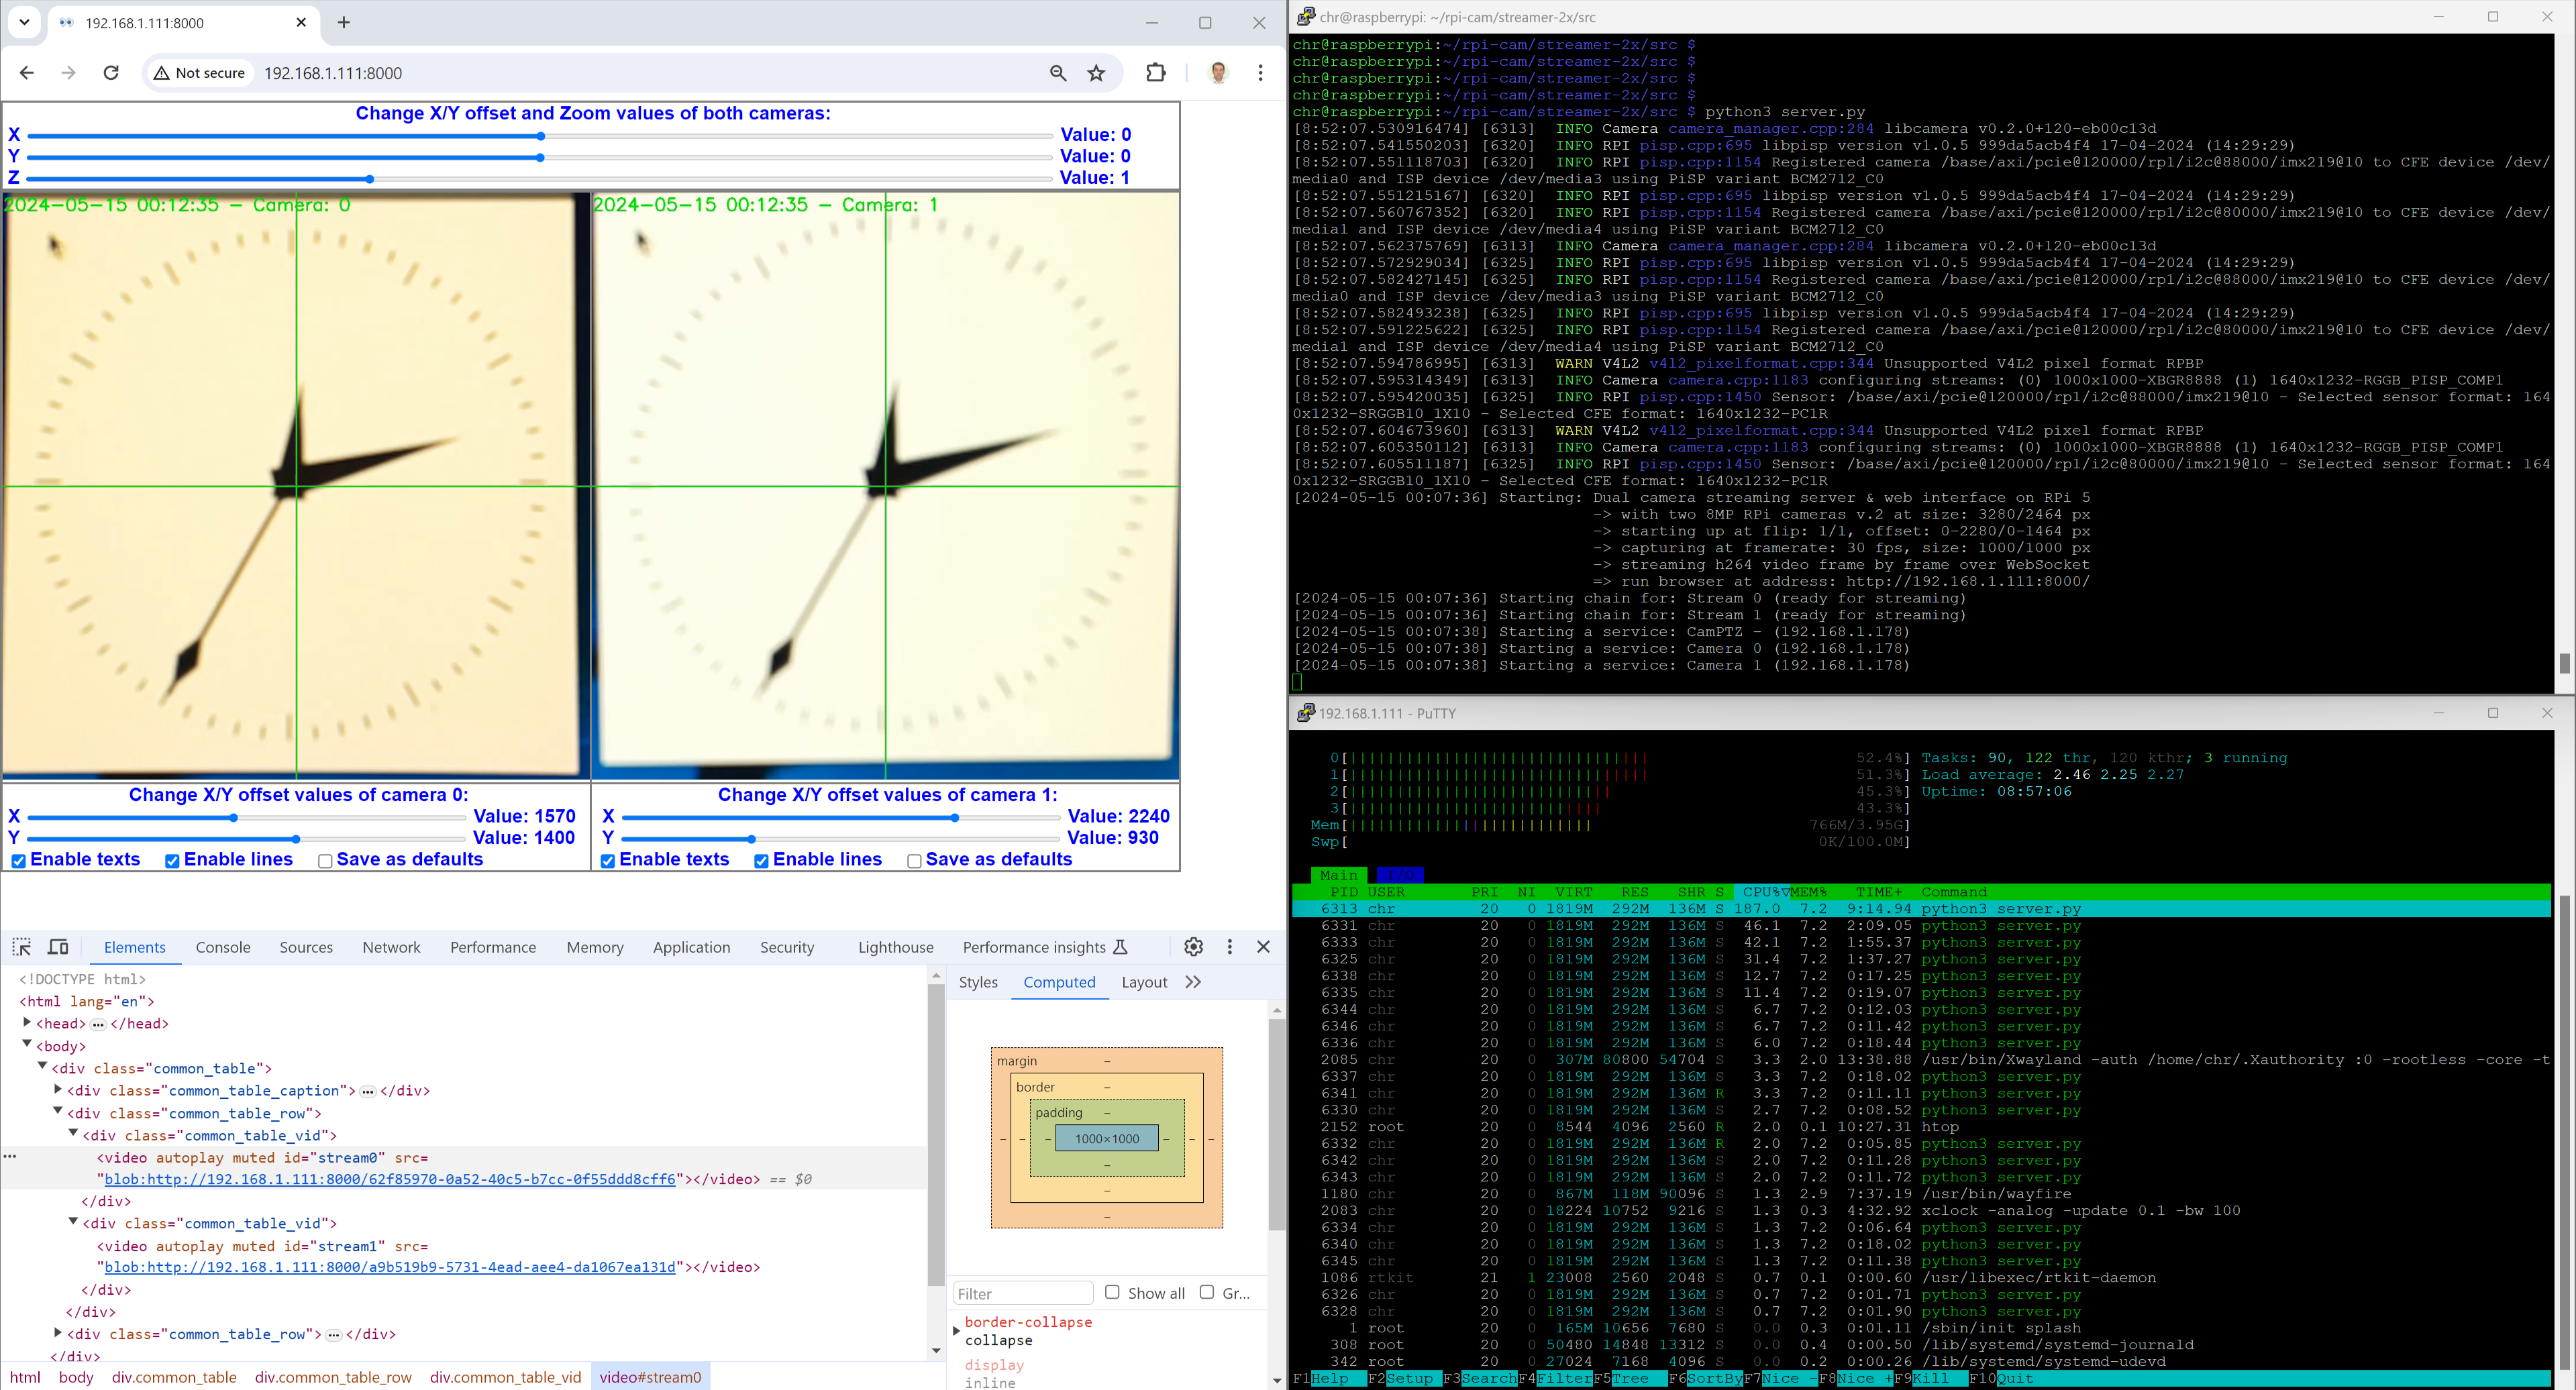 192.168.1.111:8000
Not secure 192.168.1.111:8000
Change X/Y offset and Zoom values of both cameras:
X Value: 0
Y Value: 0
Z Value: 1
2024-05-15 00:12:35 - Camera: 0
2024-05-15 00:12:35 - Camera: 1
Change X/Y offset values of camera 0:
X Value: 1570
Y Value: 1400
Enable texts Enable lines Save as defaults
Change X/Y offset values of camera 1:
X Value: 2240
Y Value: 930
Enable texts Enable lines Save as defaults
Elements Console Sources Network Performance Memory Application Security Lighthouse Performance insights
<!DOCTYPE html>
<html lang="en">
<head> … </head>
<body>
<div class="common_table">
<div class="common_table_caption"> … </div>
<div class="common_table_row">
<div class="common_table_vid">
<video autoplay muted id="stream0" src=
"blob:http://192.168.1.111:8000/62f85970-0a52-40c5-b7cc-0f55ddd8cff6"></video> == $0
</div>
<div class="common_table_vid">
<video autoplay muted id="stream1" src=
"blob:http://192.168.1.111:8000/a9b519b9-5731-4ead-aee4-da1067ea131d"></video>
</div>
</div>
<div class="common_table_row"> … </div>
</div>
html body div.common_table div.common_table_row div.common_table_vid video#stream0
Styles Computed Layout
margin –
border –
padding –
– – – 1000×1000 – – –
–
–
–
Filter Show all Gr...
border-collapse
collapse
display
inline
chr@raspberrypi: ~/rpi-cam/streamer-2x/src
chr@raspberrypi:~/rpi-cam/streamer-2x/src $
chr@raspberrypi:~/rpi-cam/streamer-2x/src $
chr@raspberrypi:~/rpi-cam/streamer-2x/src $
chr@raspberrypi:~/rpi-cam/streamer-2x/src $
chr@raspberrypi:~/rpi-cam/streamer-2x/src $ python3 server.py
[8:52:07.530916474] [6313] INFO Camera camera_manager.cpp:284 libcamera v0.2.0+120-eb00c13d
[8:52:07.541550203] [6320] INFO RPI pisp.cpp:695 libpisp version v1.0.5 999da5acb4f4 17-04-2024 (14:29:29)
[8:52:07.551118703] [6320] INFO RPI pisp.cpp:1154 Registered camera /base/axi/pcie@120000/rp1/i2c@88000/imx219@10 to CFE device /dev/
media0 and ISP device /dev/media3 using PiSP variant BCM2712_C0
[8:52:07.551215167] [6320] INFO RPI pisp.cpp:695 libpisp version v1.0.5 999da5acb4f4 17-04-2024 (14:29:29)
[8:52:07.560767352] [6320] INFO RPI pisp.cpp:1154 Registered camera /base/axi/pcie@120000/rp1/i2c@80000/imx219@10 to CFE device /dev/
media1 and ISP device /dev/media4 using PiSP variant BCM2712_C0
[8:52:07.562375769] [6313] INFO Camera camera_manager.cpp:284 libcamera v0.2.0+120-eb00c13d
[8:52:07.572929034] [6325] INFO RPI pisp.cpp:695 libpisp version v1.0.5 999da5acb4f4 17-04-2024 (14:29:29)
[8:52:07.582427145] [6325] INFO RPI pisp.cpp:1154 Registered camera /base/axi/pcie@120000/rp1/i2c@88000/imx219@10 to CFE device /dev/
media0 and ISP device /dev/media3 using PiSP variant BCM2712_C0
[8:52:07.582493238] [6325] INFO RPI pisp.cpp:695 libpisp version v1.0.5 999da5acb4f4 17-04-2024 (14:29:29)
[8:52:07.591225622] [6325] INFO RPI pisp.cpp:1154 Registered camera /base/axi/pcie@120000/rp1/i2c@80000/imx219@10 to CFE device /dev/
media1 and ISP device /dev/media4 using PiSP variant BCM2712_C0
[8:52:07.594786995] [6313] WARN V4L2 v4l2_pixelformat.cpp:344 Unsupported V4L2 pixel format RPBP
[8:52:07.595314349] [6313] INFO Camera camera.cpp:1183 configuring streams: (0) 1000x1000-XBGR8888 (1) 1640x1232-RGGB_PISP_COMP1
[8:52:07.595420035] [6325] INFO RPI pisp.cpp:1450 Sensor: /base/axi/pcie@120000/rp1/i2c@88000/imx219@10 - Selected sensor format: 164
0x1232-SRGGB10_1X10 - Selected CFE format: 1640x1232-PC1R
[8:52:07.604673960] [6313] WARN V4L2 v4l2_pixelformat.cpp:344 Unsupported V4L2 pixel format RPBP
[8:52:07.605350112] [6313] INFO Camera camera.cpp:1183 configuring streams: (0) 1000x1000-XBGR8888 (1) 1640x1232-RGGB_PISP_COMP1
[8:52:07.605511187] [6325] INFO RPI pisp.cpp:1450 Sensor: /base/axi/pcie@120000/rp1/i2c@80000/imx219@10 - Selected sensor format: 164
0x1232-SRGGB10_1X10 - Selected CFE format: 1640x1232-PC1R
[2024-05-15 00:07:36] Starting: Dual camera streaming server & web interface on RPi 5
-> with two 8MP RPi cameras v.2 at size: 3280/2464 px
-> starting up at flip: 1/1, offset: 0-2280/0-1464 px
-> capturing at framerate: 30 fps, size: 1000/1000 px
-> streaming h264 video frame by frame over WebSocket
=> run browser at address: http://192.168.1.111:8000/
[2024-05-15 00:07:36] Starting chain for: Stream 0 (ready for streaming)
[2024-05-15 00:07:36] Starting chain for: Stream 1 (ready for streaming)
[2024-05-15 00:07:38] Starting a service: CamPTZ - (192.168.1.178)
[2024-05-15 00:07:38] Starting a service: Camera 0 (192.168.1.178)
[2024-05-15 00:07:38] Starting a service: Camera 1 (192.168.1.178)
192.168.1.111 - PuTTY
0[ 52.4%] Tasks: 90, 122 thr, 120 kthr; 3 running
1[ 51.3%] Load average: 2.46 2.25 2.27
2[ 45.3%] Uptime: 08:57:06
3[ 43.3%]
Mem[ 766M/3.95G]
Swp[ 0K/100.0M]
Main I/O
PID USER PRI NI VIRT RES SHR S CPU%▽MEM% TIME+ Command
6313 chr 20 0 1819M 292M 136M S 187.0 7.2 9:14.94 python3 server.py
6331 chr 20 0 1819M 292M 136M S 46.1 7.2 2:09.05 python3 server.py
6333 chr 20 0 1819M 292M 136M S 42.1 7.2 1:55.37 python3 server.py
6325 chr 20 0 1819M 292M 136M S 31.4 7.2 1:37.27 python3 server.py
6338 chr 20 0 1819M 292M 136M S 12.7 7.2 0:17.25 python3 server.py
6335 chr 20 0 1819M 292M 136M S 11.4 7.2 0:19.07 python3 server.py
6344 chr 20 0 1819M 292M 136M S 6.7 7.2 0:12.03 python3 server.py
6346 chr 20 0 1819M 292M 136M S 6.7 7.2 0:11.42 python3 server.py
6336 chr 20 0 1819M 292M 136M S 6.0 7.2 0:18.44 python3 server.py
2085 chr 20 0 307M 80800 54704 S 3.3 2.0 13:38.88 /usr/bin/Xwayland -auth /home/chr/.Xauthority :0 -rootless -core -t
6337 chr 20 0 1819M 292M 136M S 3.3 7.2 0:18.02 python3 server.py
6341 chr 20 0 1819M 292M 136M R 3.3 7.2 0:11.11 python3 server.py
6330 chr 20 0 1819M 292M 136M S 2.7 7.2 0:08.52 python3 server.py
2152 root 20 0 8544 4096 2560 R 2.0 0.1 10:27.31 htop
6332 chr 20 0 1819M 292M 136M R 2.0 7.2 0:05.85 python3 server.py
6342 chr 20 0 1819M 292M 136M S 2.0 7.2 0:11.28 python3 server.py
6343 chr 20 0 1819M 292M 136M S 2.0 7.2 0:11.72 python3 server.py
1180 chr 20 0 867M 118M 90096 S 1.3 2.9 7:37.19 /usr/bin/wayfire
2083 chr 20 0 18224 10752 9216 S 1.3 0.3 4:32.92 xclock -analog -update 0.1 -bw 100
6334 chr 20 0 1819M 292M 136M S 1.3 7.2 0:06.64 python3 server.py
6340 chr 20 0 1819M 292M 136M S 1.3 7.2 0:18.02 python3 server.py
6345 chr 20 0 1819M 292M 136M S 1.3 7.2 0:11.38 python3 server.py
1086 rtkit 21 1 23008 2560 2048 S 0.7 0.1 0:00.60 /usr/libexec/rtkit-daemon
6326 chr 20 0 1819M 292M 136M S 0.7 7.2 0:01.71 python3 server.py
6328 chr 20 0 1819M 292M 136M S 0.7 7.2 0:01.90 python3 server.py
1 root 20 0 165M 10656 7680 S 0.0 0.3 0:01.11 /sbin/init splash
308 root 20 0 50480 14848 13312 S 0.0 0.4 0:00.50 /lib/systemd/systemd-journald
342 root 20 0 27024 7168 4096 S 0.0 0.2 0:00.26 /lib/systemd/systemd-udevd
F1Help F2Setup F3SearchF4FilterF5Tree F6SortByF7Nice -F8Nice +F9Kill F10Quit